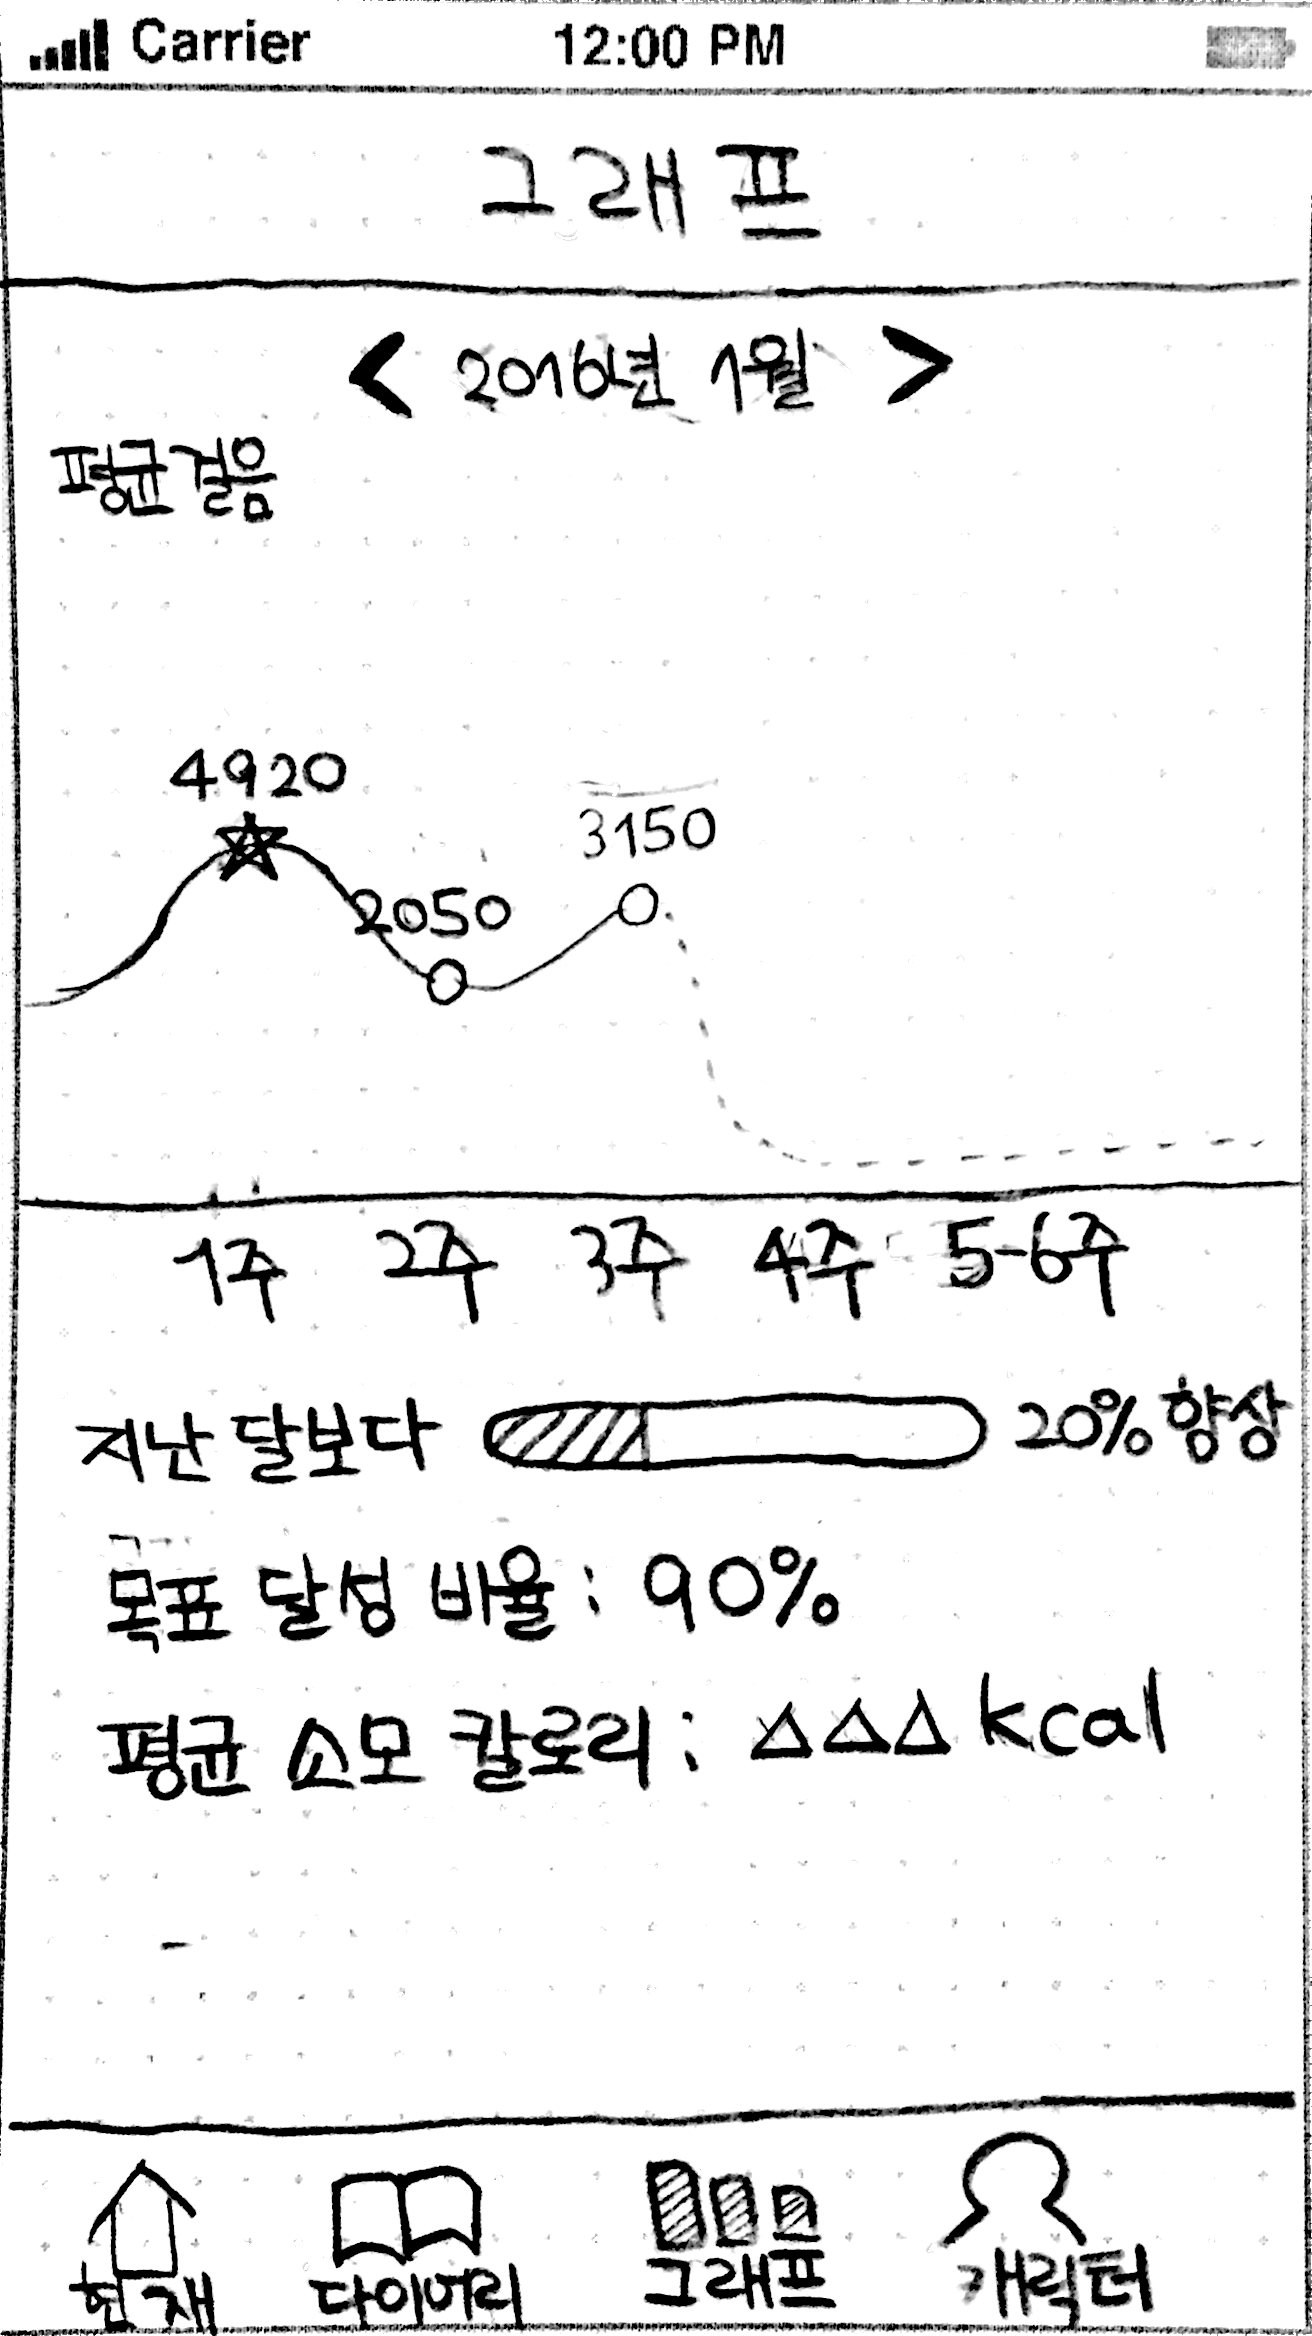 Carrier 12:00 PM
그래프
< 2016년 1월 >
평균걸음
4920
3150
2050
1주 2주 3주 4주 5-6주
지난 달보다 20% 향상
목표 달성 비율 : 90%
평균 소모 칼로리 : △△△ kcal
현재 다이어리 그래프 캐릭터